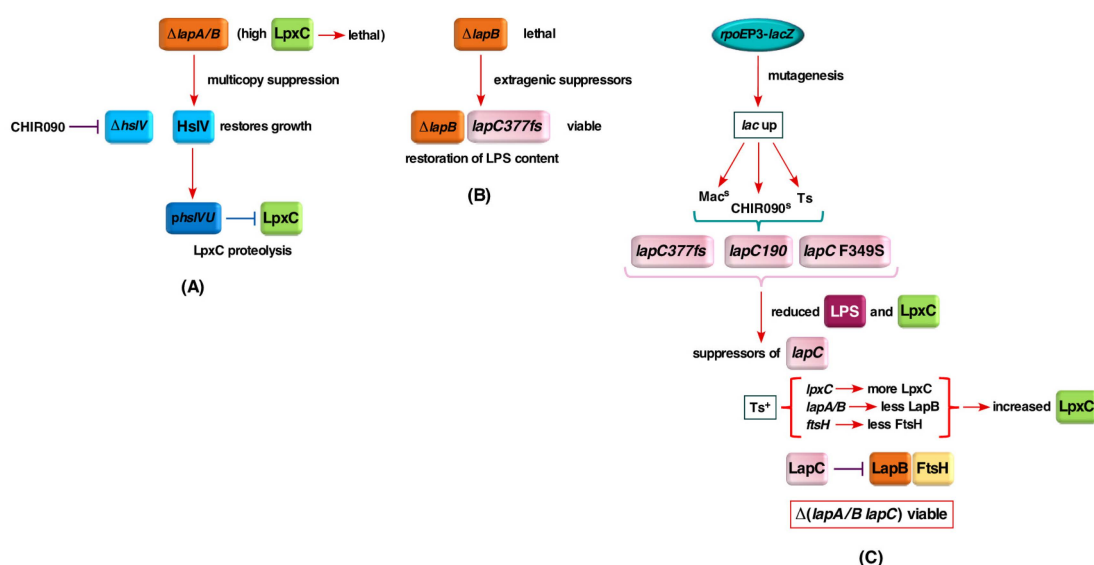 ΔlapA/B (high LpxC lethal)
multicopy suppression
CHIR090 ΔhslV HslV restores growth
phslVU LpxC
LpxC proteolysis
(A)
ΔlapB lethal
extragenic suppressors
ΔlapB lapC377fs viable
restoration of LPS content
(B)
rpoEP3-lacZ
mutagenesis
lac up
Macˢ CHIR090ˢ Ts
lapC377fs lapC190 lapC F349S
reduced LPS and LpxC
suppressors of lapC
Ts⁺
lpxC more LpxC
lapA/B less LapB
ftsH less FtsH
increased LpxC
LapC LapB FtsH
Δ(lapA/B lapC) viable
(C)